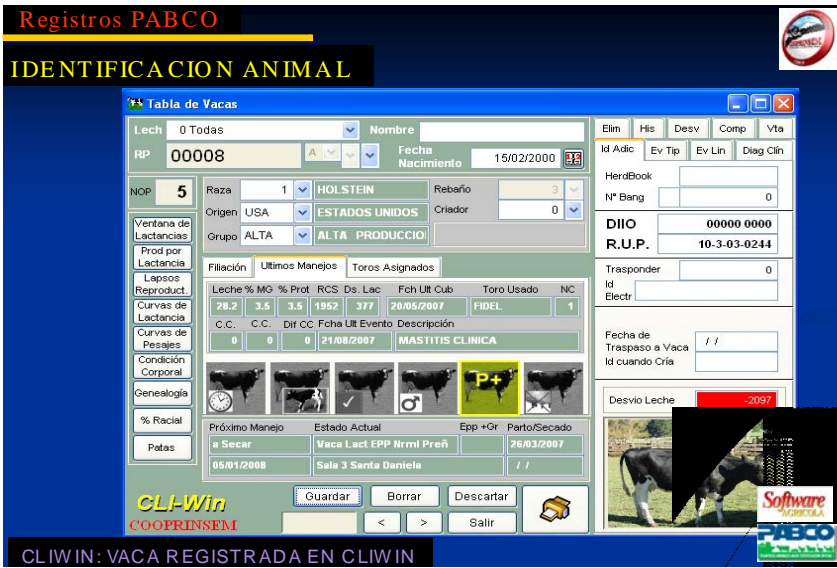 Registros PABCO
IDENTIFICACION ANIMAL
Tabla de Vacas
Lech 0 Todas Nombre
RP 00008 A Fecha Nacimiento 15/02/2000
NOP 5
Raza 1 HOLSTEIN Rebaño 3
Origen USA ESTADOS UNIDOS Criador 0
Grupo ALTA ALTA PRODUCCIO
Ventana de
Lactancias
Prod por
Lactancia
Lapsos
Reproduct.
Curvas de
Lactancia
Curvas de
Pesajes
Condición
Corporal
Genealogía
% Racial
Patas
Filiación Ultimos Manejos Toros Asignados
Leche % MG % Prot RCS Ds. Lac Fch Ult Cub Toro Usado NC
28.2 3.5 3.5 1952 377 20/05/2007 FIDEL 1
C.C. C.C. Dif CC Fcha Ult Evento Descripción
0 0 0 21/08/2007 MASTITIS CLINICA
P+
Próximo Manejo Estado Actual Epp +Gr Parto/Secado
a Secar Vaca Lact EPP Nrml Preñ 26/03/2007
05/01/2008 Sala 3 Santa Daniela / /
CLI-Win
COOPRINSEM
Guardar Borrar Descartar
< > Salir
Elim His Desv Comp Vta
Id Adic Ev Tip Ev Lin Diag Clín
HerdBook
Nº Bang 0
DIIO 00000 0000
R.U.P. 10-3-03-0244
Trasponder 0
Id
Electr
Fecha de
Traspaso a Vaca / /
Id cuando Cría
Desvio Leche -2097
Software
AGRICOLA
PABCO
CLIWIN: VACA REGISTRADA EN CLIWIN